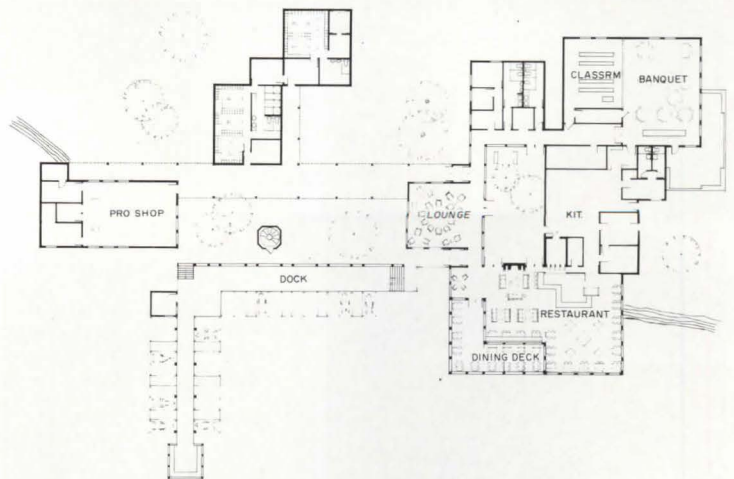 CLASSRM
BANQUET
PRO SHOP
LOUNGE
KIT.
DOCK
RESTAURANT
DINING DECK